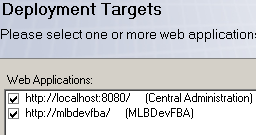 Deployment Targets
Please select one or more web applications
Web Applications:
http://localhost:8080/ (Central Administration)
http://mlbdevfba/ (MLBDevFBA)